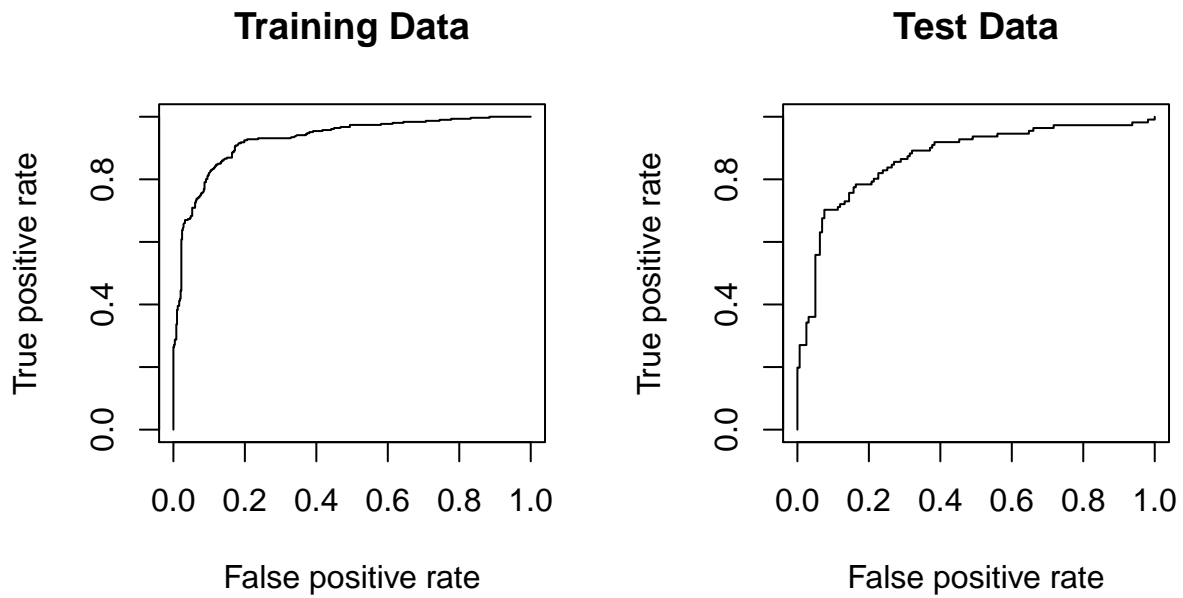 Training Data
True positive rate
0.8
0.4
0.0
0.0 0.2 0.4 0.6 0.8 1.0
False positive rate
Test Data
True positive rate
0.8
0.4
0.0
0.0 0.2 0.4 0.6 0.8 1.0
False positive rate